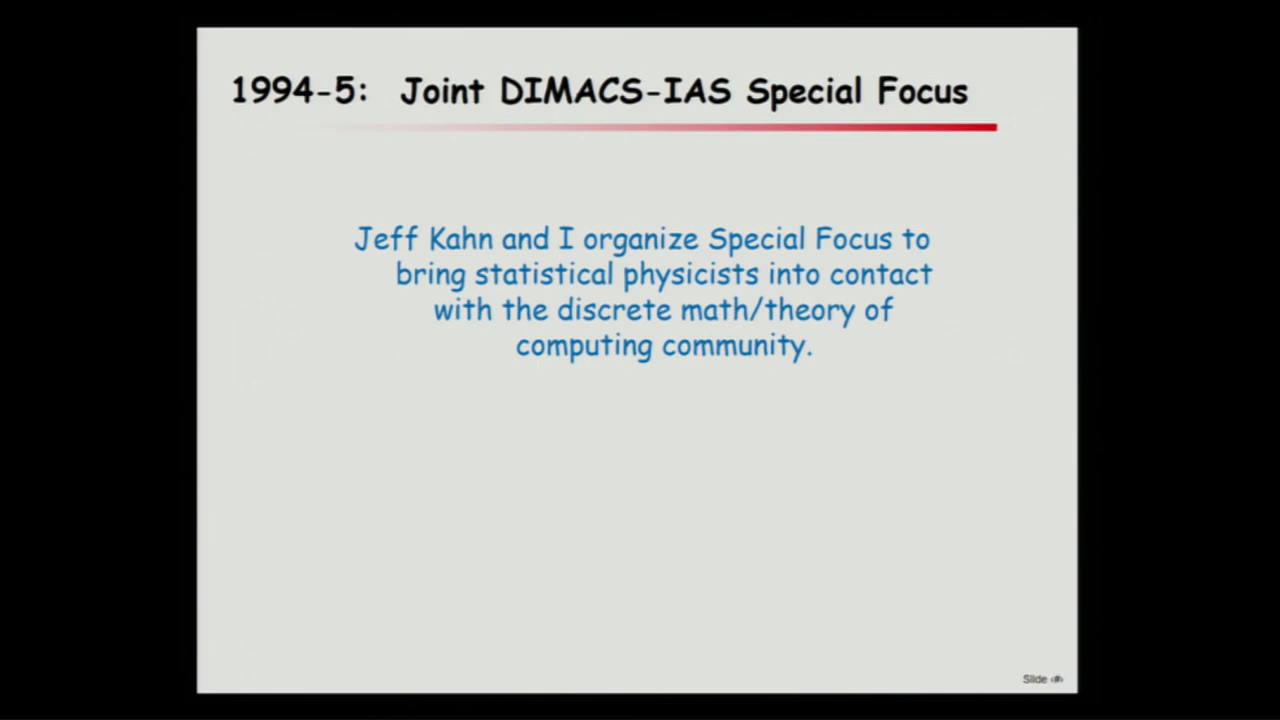 1994-5: Joint DIMACS-IAS Special Focus
Jeff Kahn and I organize Special Focus to
bring statistical physicists into contact
with the discrete math/theory of
computing community.
Slide ‹#›